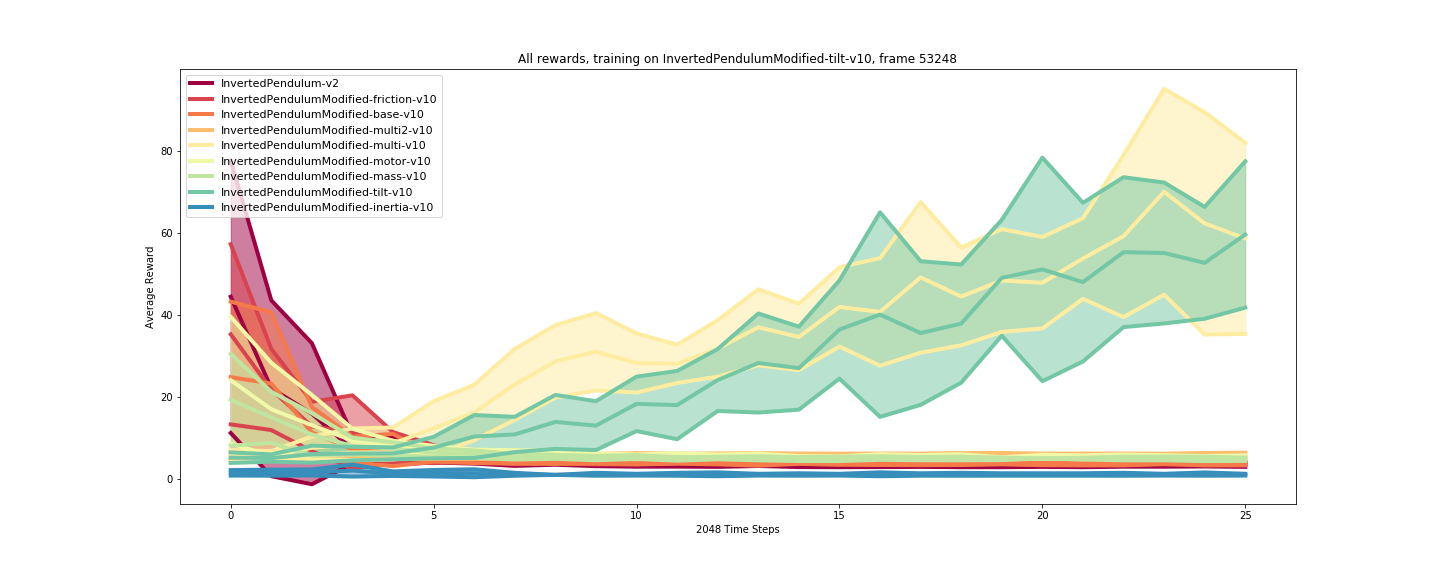 All rewards, training on InvertedPendulumModified-tilt-v10, frame 53248
InvertedPendulum-v2
InvertedPendulumModified-friction-v10
InvertedPendulumModified-base-v10
InvertedPendulumModified-multi2-v10
InvertedPendulumModified-multi-v10
InvertedPendulumModified-motor-v10
InvertedPendulumModified-mass-v10
InvertedPendulumModified-tilt-v10
InvertedPendulumModified-inertia-v10
Average Reward
80
60
40
20
0
0 5 10 15 20 25
2048 Time Steps